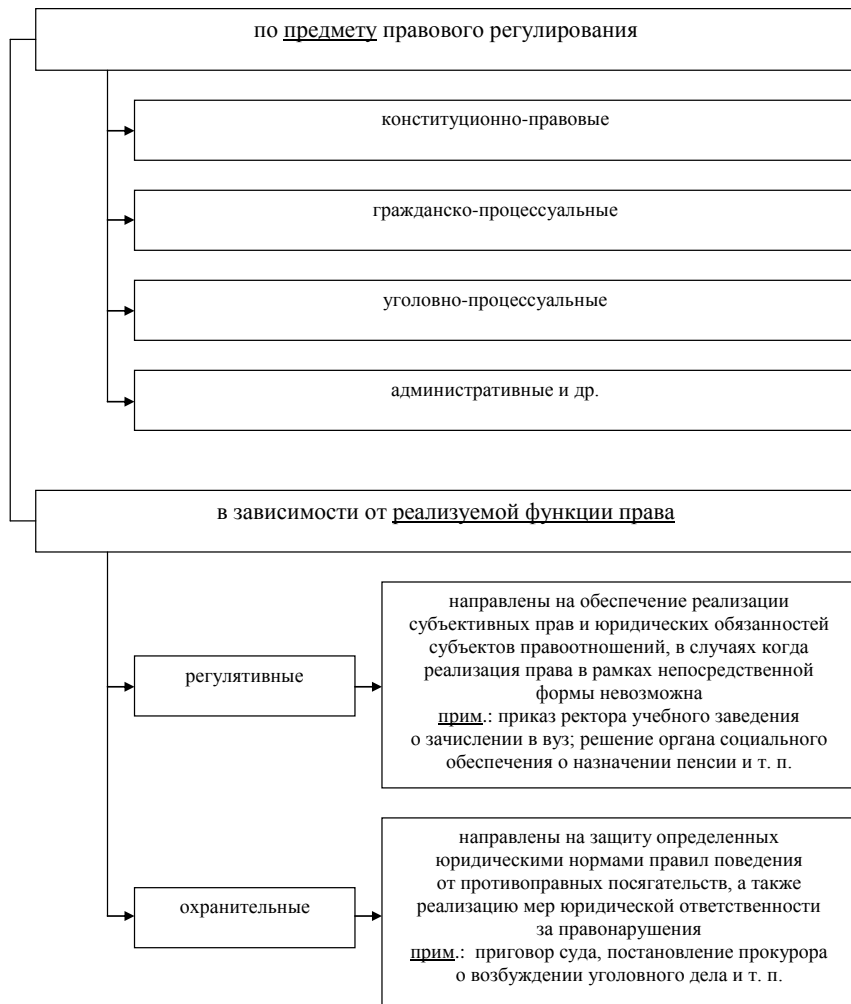 по предмету правового регулирования
конституционно-правовые
гражданско-процессуальные
уголовно-процессуальные
административные и др.
в зависимости от реализуемой функции права
регулятивные
направлены на обеспечение реализации
субъективных прав и юридических обязанностей
субъектов правоотношений, в случаях когда
реализация права в рамках непосредственной
формы невозможна
прим.: приказ ректора учебного заведения
о зачислении в вуз; решение органа социального
обеспечения о назначении пенсии и т. п.
охранительные
направлены на защиту определенных
юридическими нормами правил поведения
от противоправных посягательств, а также
реализацию мер юридической ответственности
за правонарушения
прим.: приговор суда, постановление прокурора
о возбуждении уголовного дела и т. п.